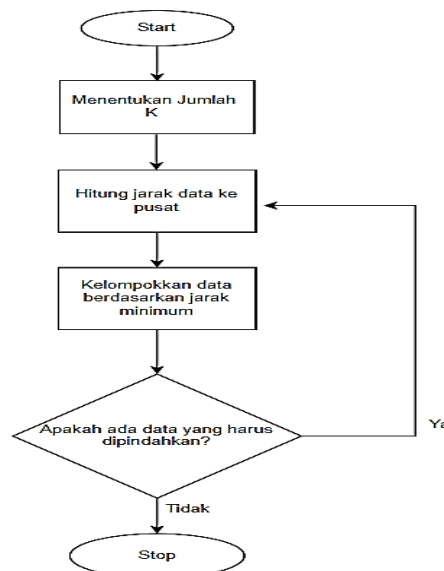 Start
Menentukan Jumlah
K
Hitung jarak data ke
pusat
Kelompokkan data
berdasarkan jarak
minimum
Apakah ada data yang harus
dipindahkan?
Ya
Tidak
Stop